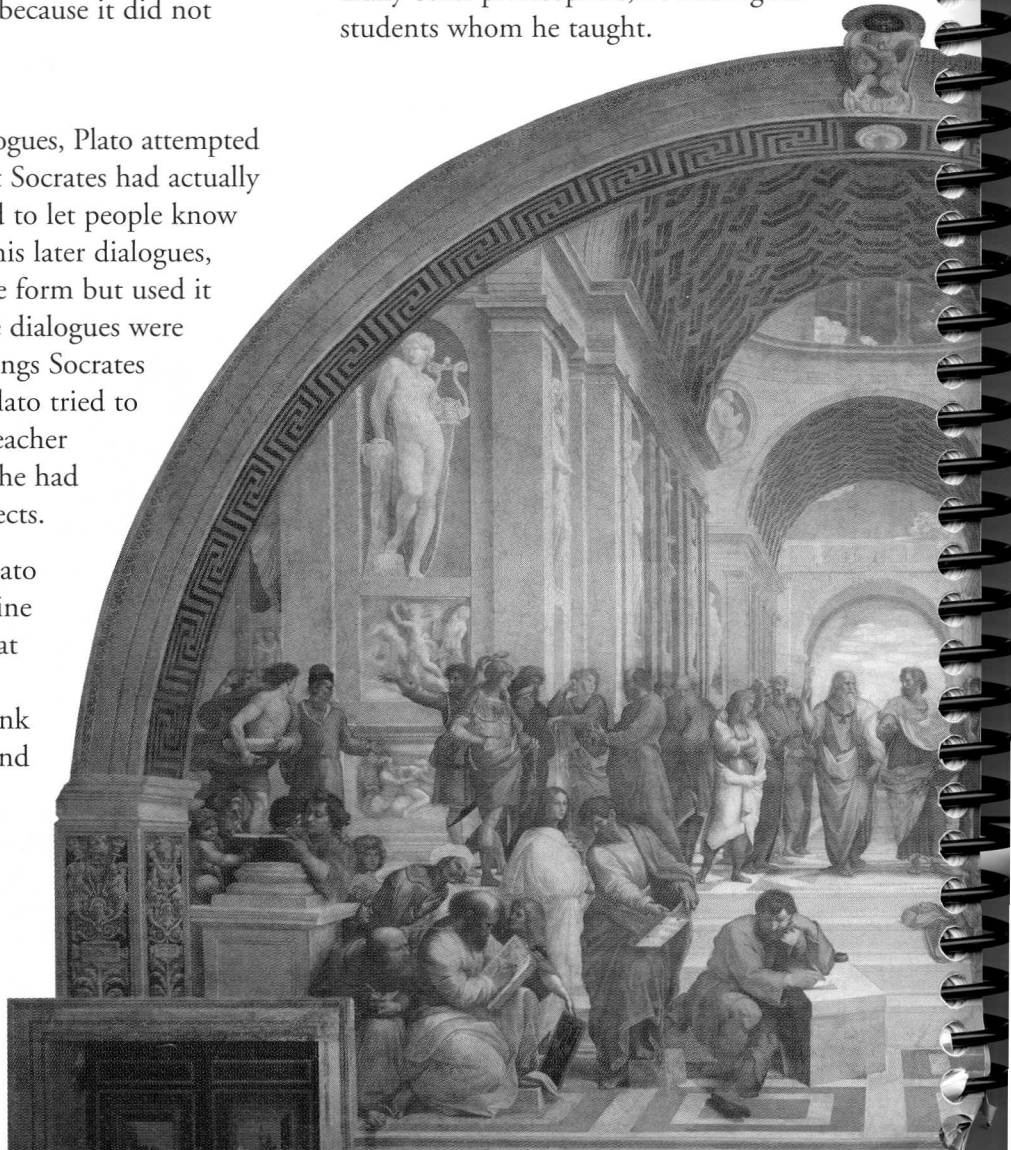 because it did not
students whom he taught.
ogues, Plato attempted
t Socrates had actually
d to let people know
his later dialogues,
e form but used it
e dialogues were
ngs Socrates
lato tried to
eacher
he had
ects.
ato
ine
at
nk
nd